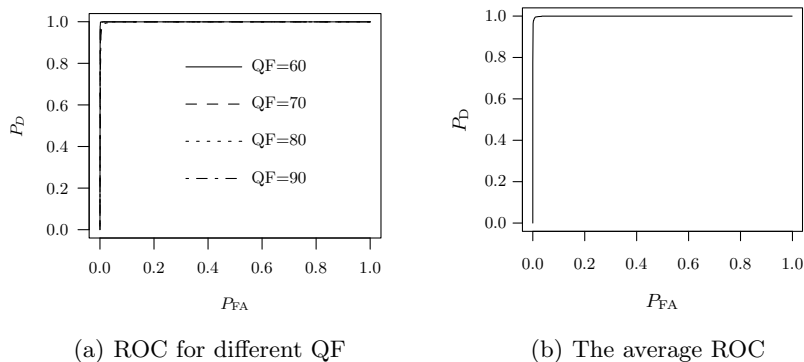 1.0
0.8
0.6
0.4
0.2
0.0
P_D
QF=60
QF=70
QF=80
QF=90
0.0 0.2 0.4 0.6 0.8 1.0
P_FA
(a) ROC for different QF
1.0
0.8
0.6
0.4
0.2
0.0
P_D
0.0 0.2 0.4 0.6 0.8 1.0
P_FA
(b) The average ROC